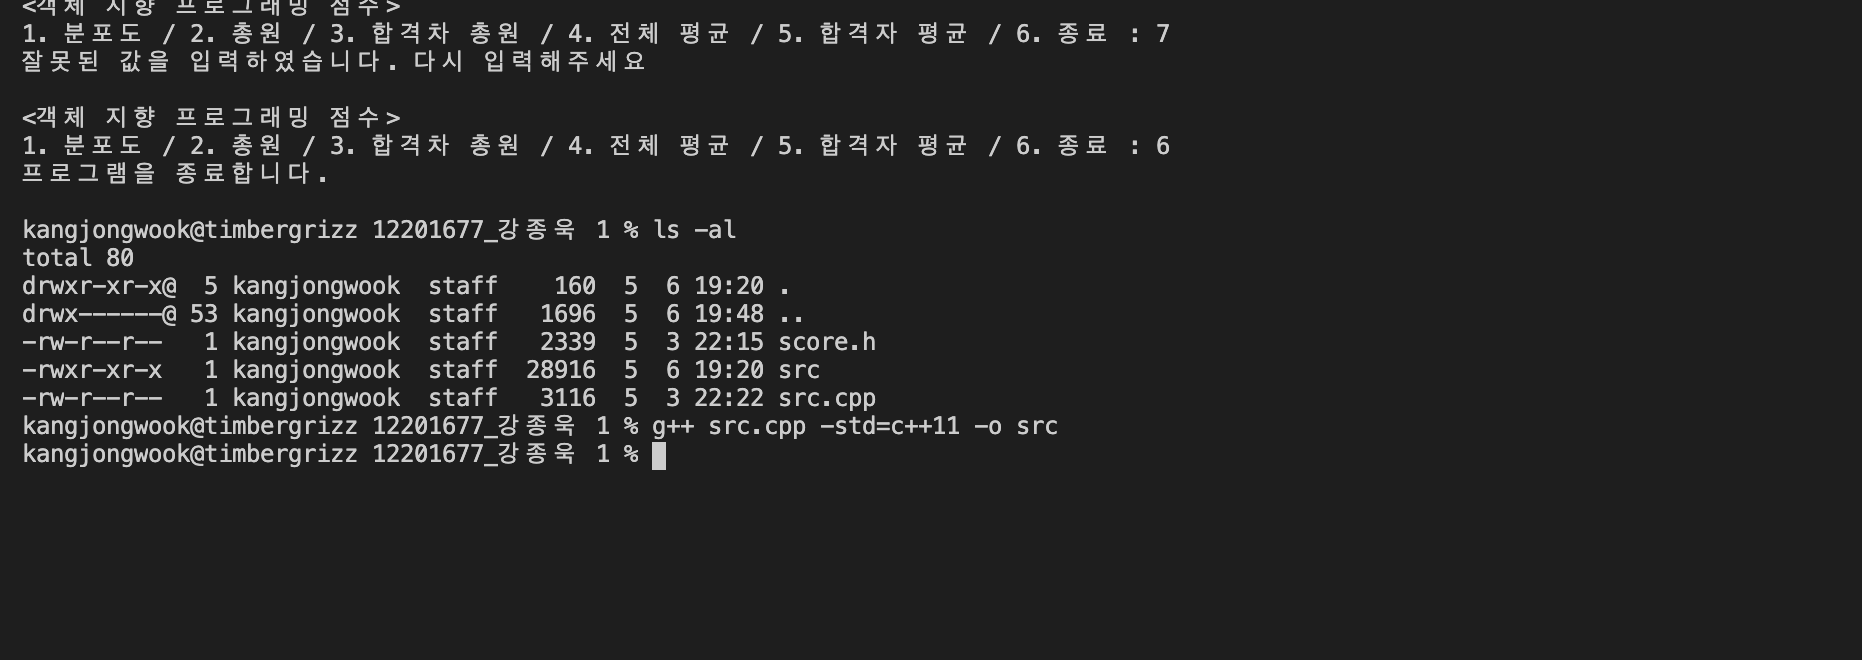 <객체 지향 프로그래밍 점수>
1. 분포도 / 2. 총원 / 3. 합격차 총원 / 4. 전체 평균 / 5. 합격자 평균 / 6. 종료 : 7
잘못된 값을 입력하였습니다. 다시 입력해주세요
<객체 지향 프로그래밍 점수>
1. 분포도 / 2. 총원 / 3. 합격차 총원 / 4. 전체 평균 / 5. 합격자 평균 / 6. 종료 : 6
프로그램을 종료합니다.
kangjongwook@timbergrizz 12201677_강종욱 1 % ls -al
total 80
drwxr-xr-x@  5 kangjongwook  staff    160  5  6 19:20 .
drwx------@ 53 kangjongwook  staff   1696  5  6 19:48 ..
-rw-r--r--   1 kangjongwook  staff   2339  5  3 22:15 score.h
-rwxr-xr-x   1 kangjongwook  staff  28916  5  6 19:20 src
-rw-r--r--   1 kangjongwook  staff   3116  5  3 22:22 src.cpp
kangjongwook@timbergrizz 12201677_강종욱 1 % g++ src.cpp -std=c++11 -o src
kangjongwook@timbergrizz 12201677_강종욱 1 %